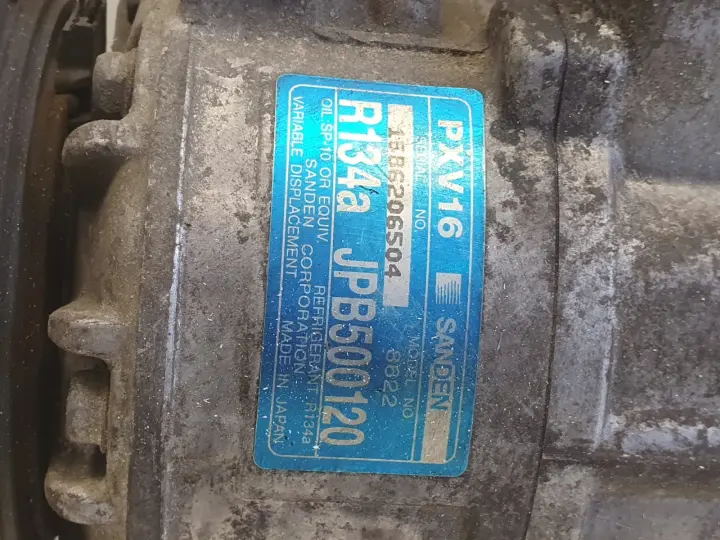 PXV16 SANDEN
SERIAL NO. MODEL NO.
1586206504 8822
R134a JPB500120
OIL SP-10 OR EQUIV. REFRIGERANT R134a
SANDEN CORPORATION
VARIABLE DISPLACEMENT MADE IN JAPAN